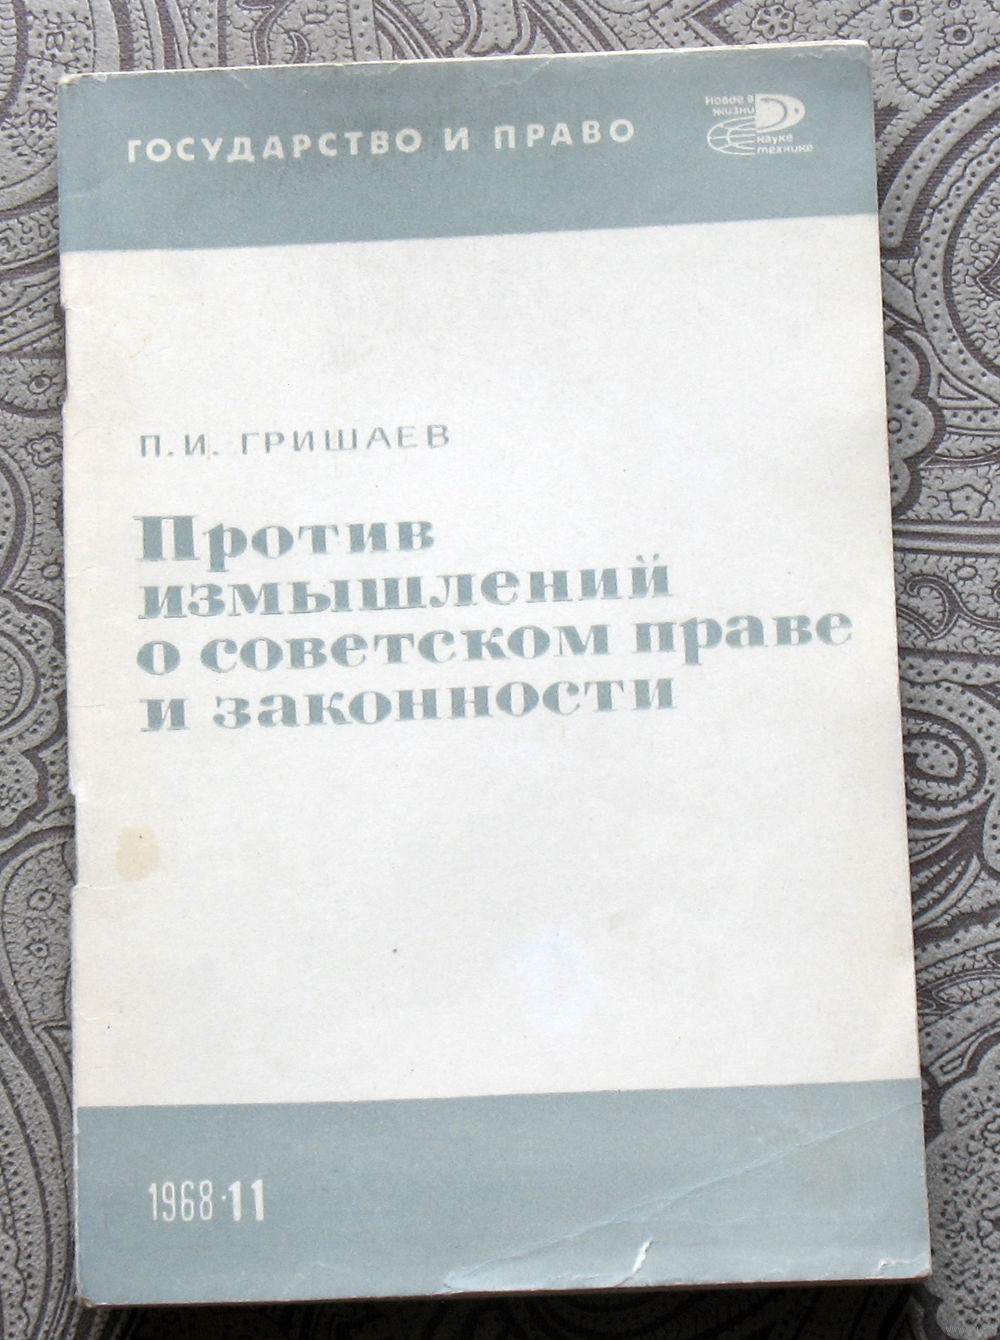 ГОСУДАРСТВО И ПРАВО
Новое в
жизни
науке
технике
П.И. ГРИШАЕВ
Против
измышлений
о советском праве
и законности
1968·11